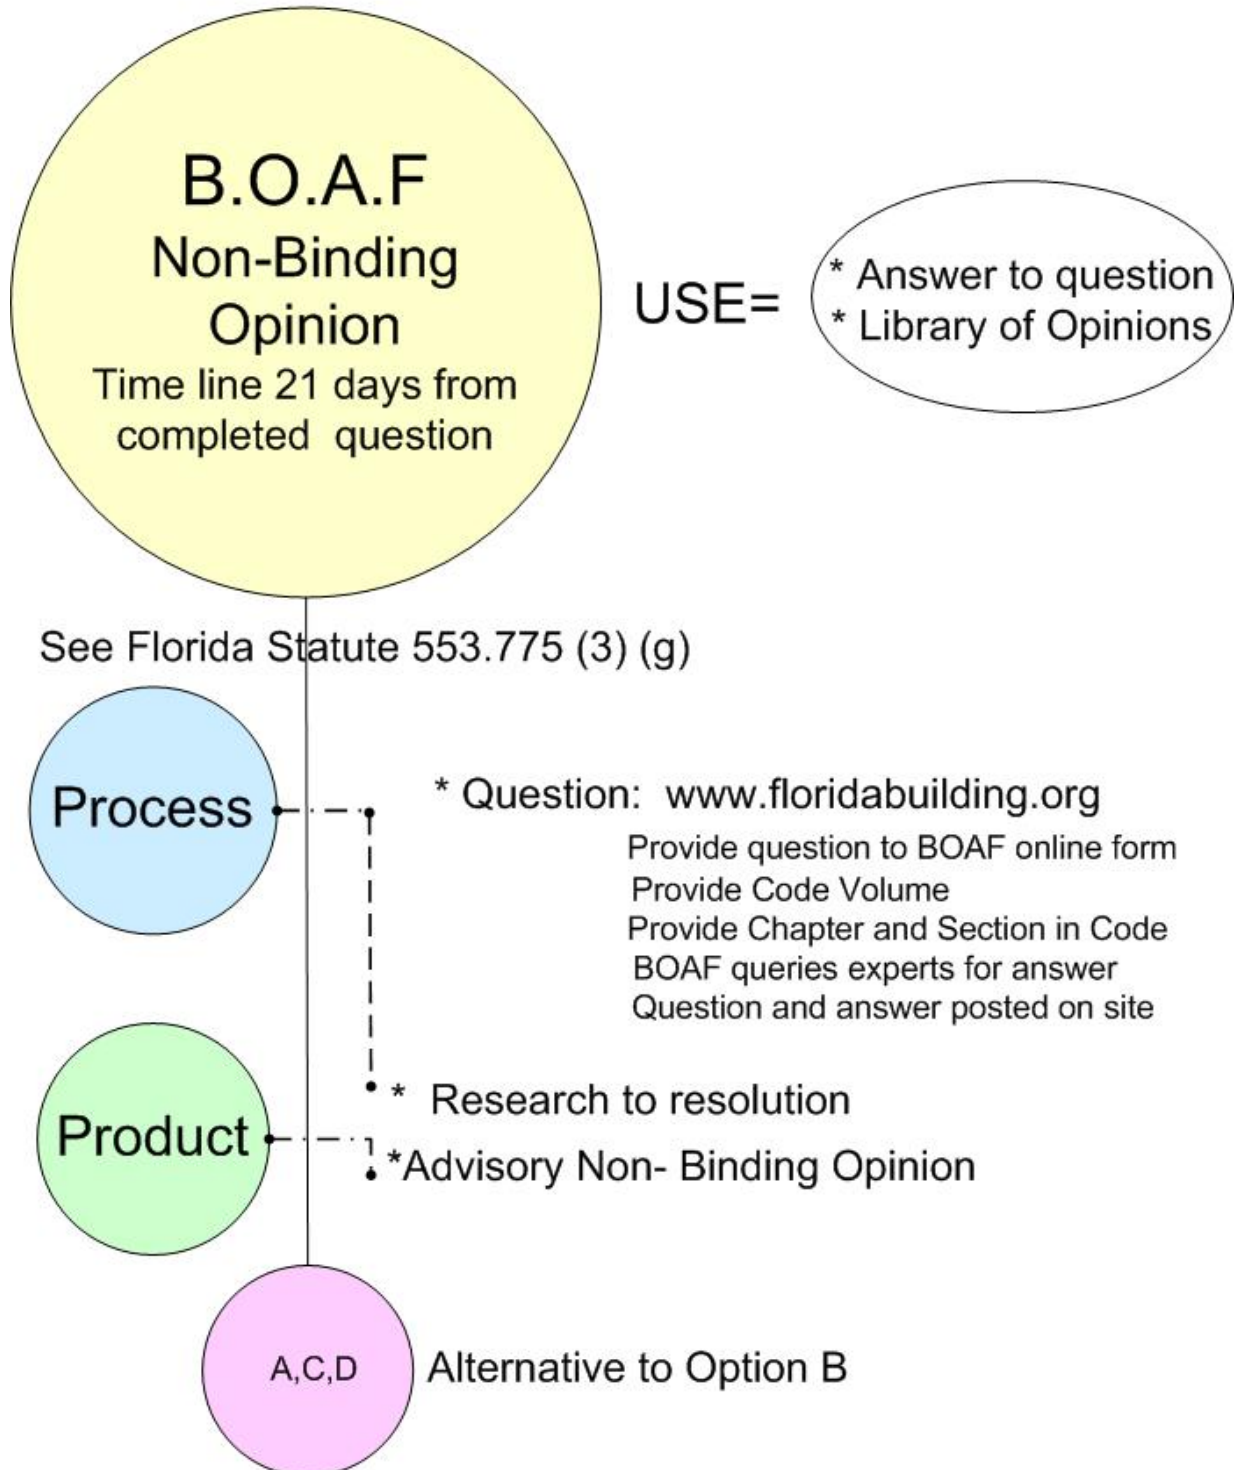 B.O.A.F
Non-Binding
Opinion
Time line 21 days from
completed question
USE=
* Answer to question
* Library of Opinions
See Florida Statute 553.775 (3) (g)
Process
* Question: www.floridabuilding.org
Provide question to BOAF online form
Provide Code Volume
Provide Chapter and Section in Code
BOAF queries experts for answer
Question and answer posted on site
* Research to resolution
Product
*Advisory Non- Binding Opinion
A,C,D
Alternative to Option B